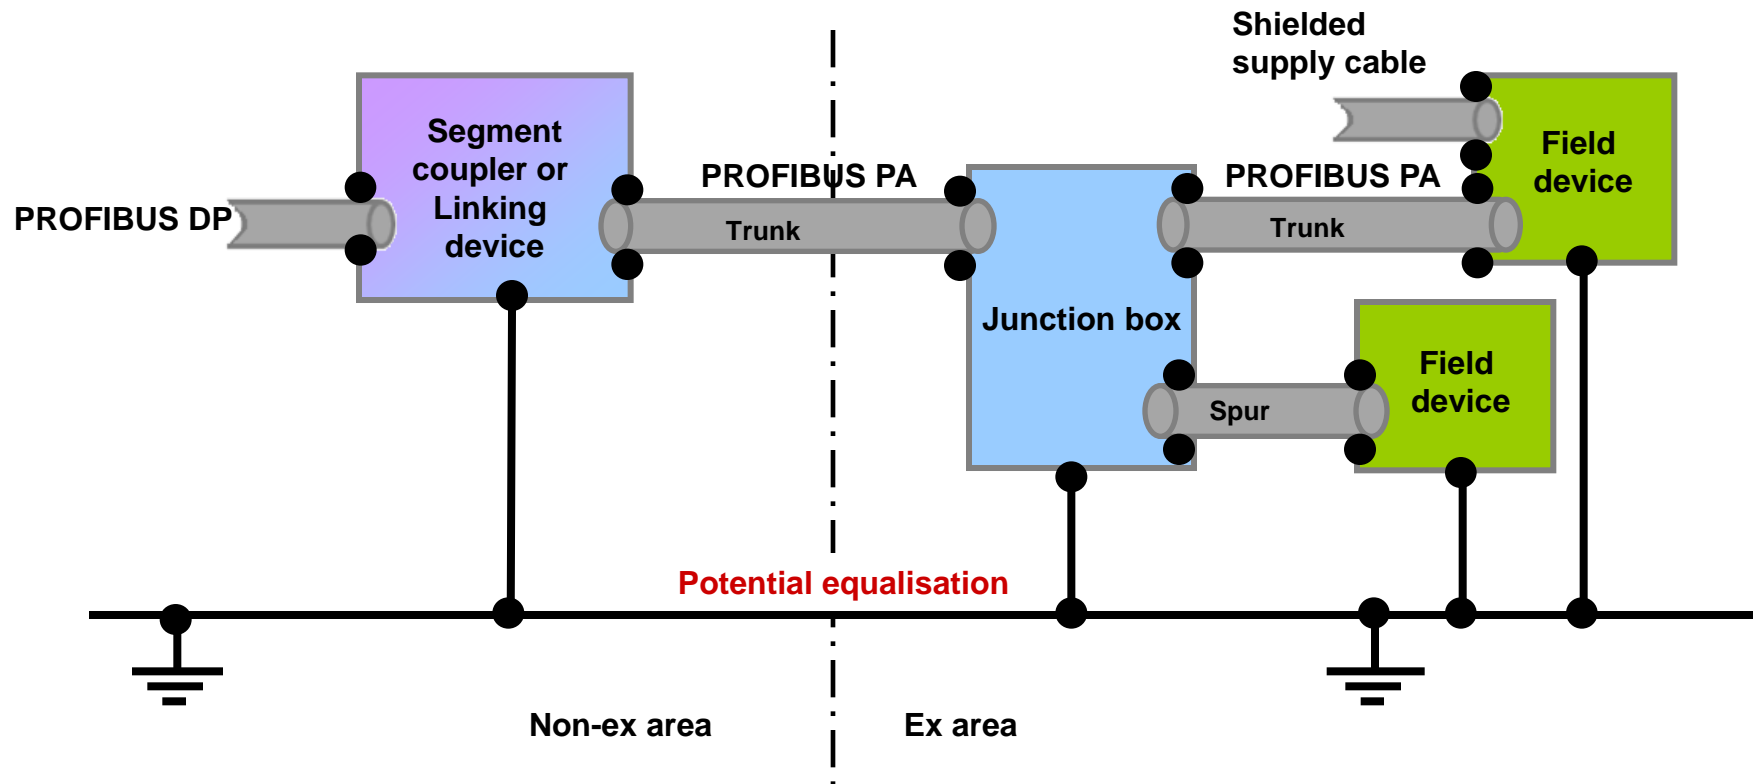 Shielded
supply cable
Segment
coupler or
Linking
device
Field
device
PROFIBUS PA
PROFIBUS PA
PROFIBUS DP
Trunk
Trunk
Junction box
Field
device
Spur
Potential equalisation
Non-ex area
Ex area